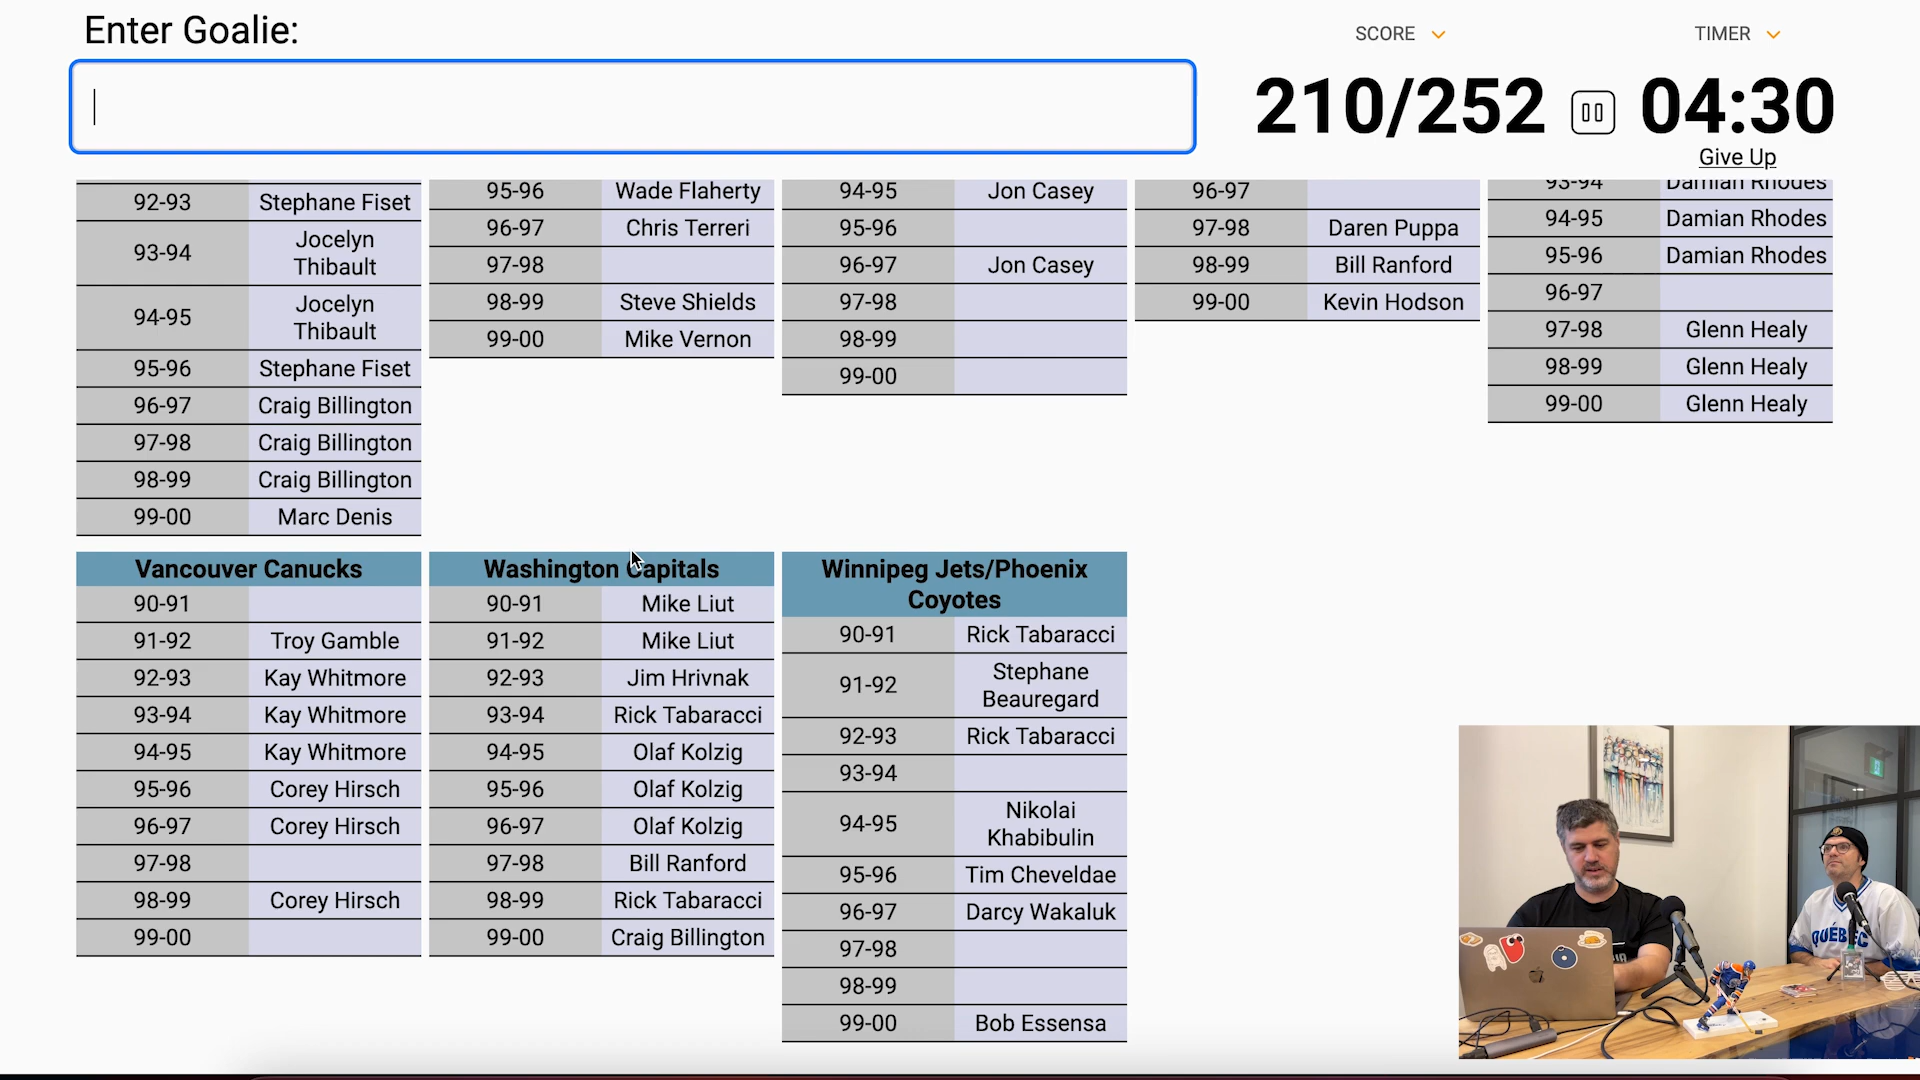 Enter Goalie:
SCORE
TIMER
210/252
04:30
Give Up
92-93 Stephane Fiset
93-94 Jocelyn
Thibault
94-95 Jocelyn
Thibault
95-96 Stephane Fiset
96-97 Craig Billington
97-98 Craig Billington
98-99 Craig Billington
99-00 Marc Denis
95-96 Wade Flaherty
96-97 Chris Terreri
97-98
98-99 Steve Shields
99-00 Mike Vernon
94-95 Jon Casey
95-96
96-97 Jon Casey
97-98
98-99
99-00
96-97
97-98 Daren Puppa
98-99 Bill Ranford
99-00 Kevin Hodson
93-94 Damian Rhodes
94-95 Damian Rhodes
95-96 Damian Rhodes
96-97
97-98 Glenn Healy
98-99 Glenn Healy
99-00 Glenn Healy
Vancouver Canucks
90-91
91-92 Troy Gamble
92-93 Kay Whitmore
93-94 Kay Whitmore
94-95 Kay Whitmore
95-96 Corey Hirsch
96-97 Corey Hirsch
97-98
98-99 Corey Hirsch
99-00
Washington Capitals
90-91 Mike Liut
91-92 Mike Liut
92-93 Jim Hrivnak
93-94 Rick Tabaracci
94-95 Olaf Kolzig
95-96 Olaf Kolzig
96-97 Olaf Kolzig
97-98 Bill Ranford
98-99 Rick Tabaracci
99-00 Craig Billington
Winnipeg Jets/Phoenix
Coyotes
90-91 Rick Tabaracci
91-92 Stephane
Beauregard
92-93 Rick Tabaracci
93-94
94-95 Nikolai
Khabibulin
95-96 Tim Cheveldae
96-97 Darcy Wakaluk
97-98
98-99
99-00 Bob Essensa
QUÉBEC